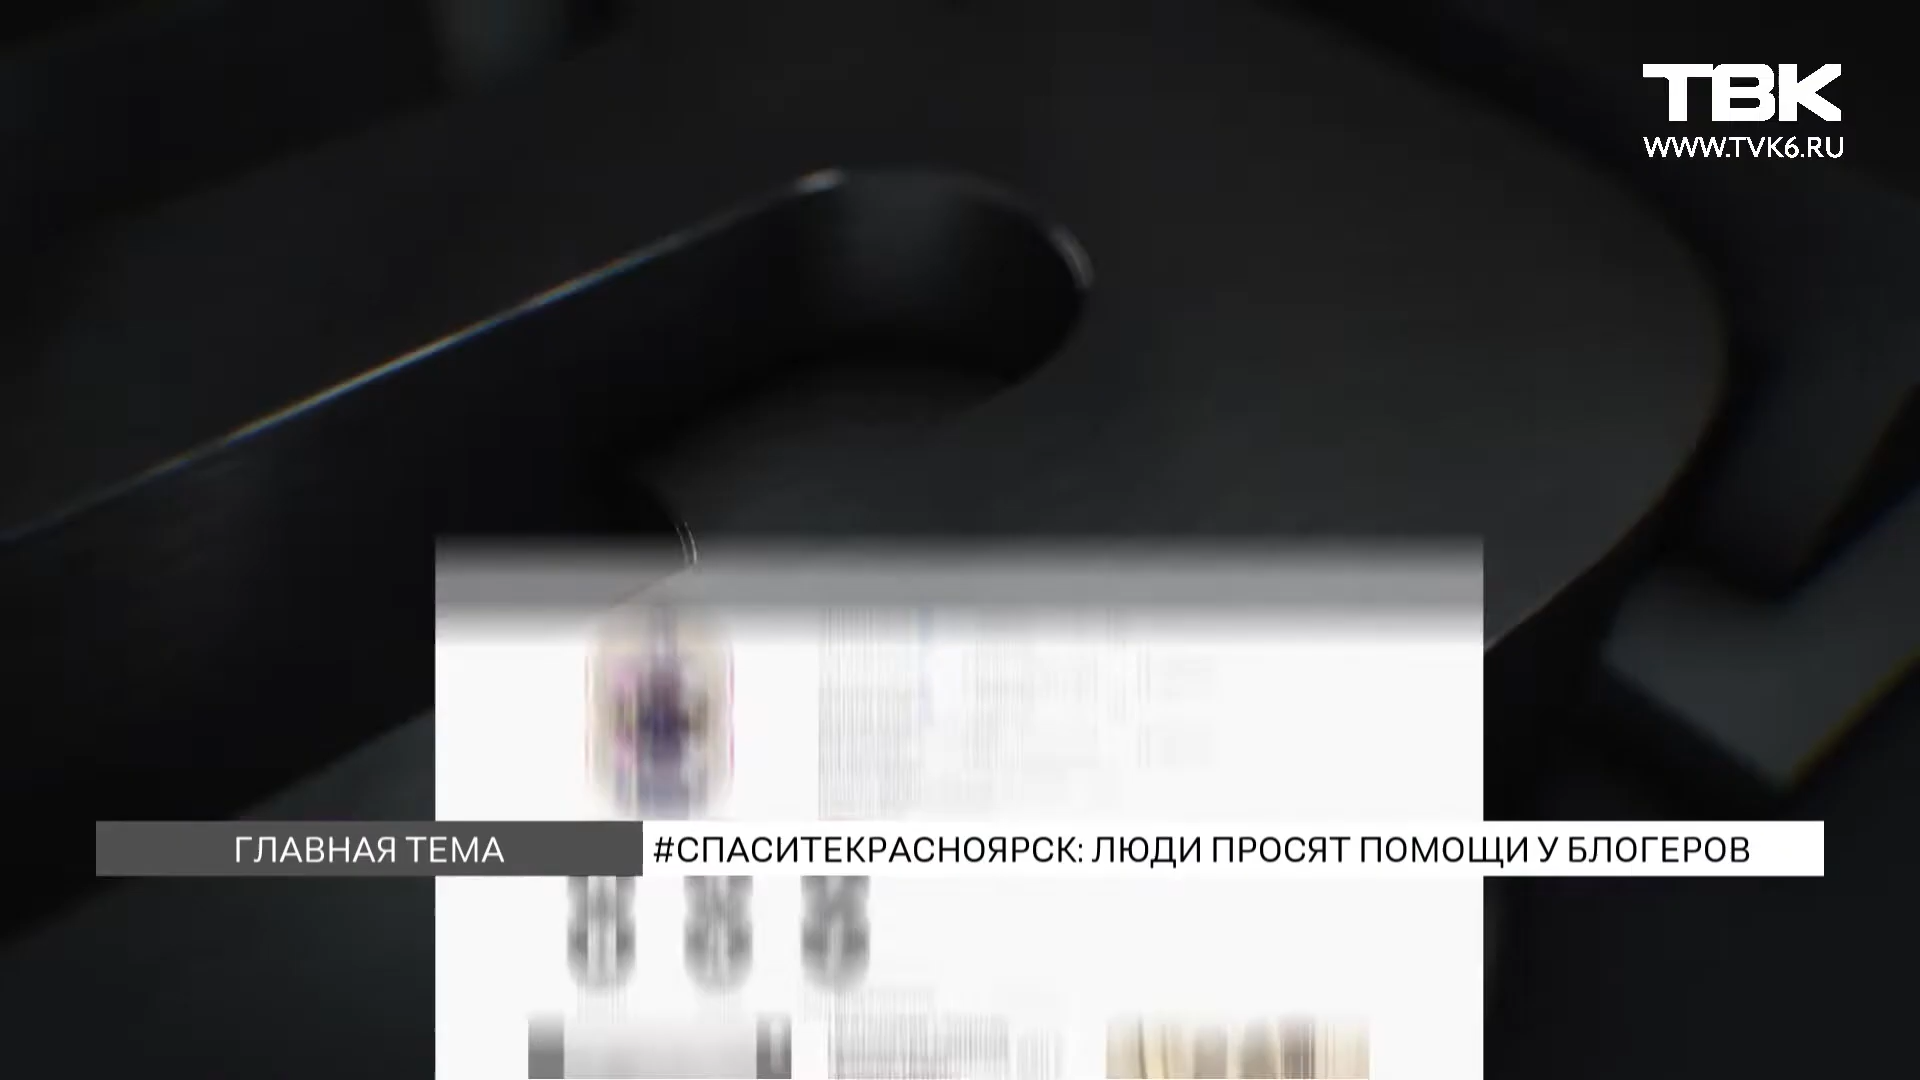 ТВК
WWW.TVK6.RU
ГЛАВНАЯ ТЕМА
#СПАСИТЕКРАСНОЯРСК: ЛЮДИ ПРОСЯТ ПОМОЩИ У БЛОГЕРОВ